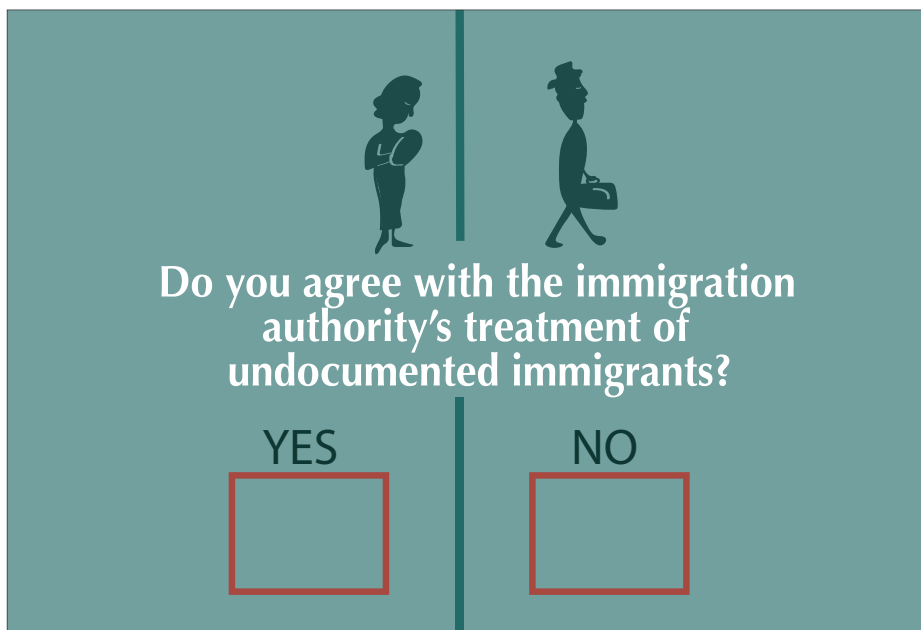 Do you agree with the immigration
authority’s treatment of
undocumented immigrants?
YES NO